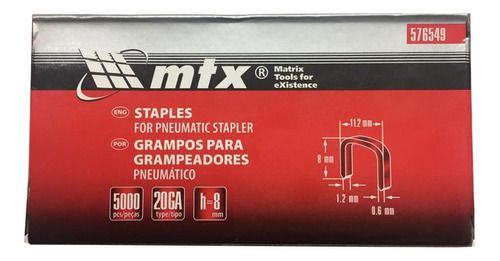 576549
mtx®
Matrix
Tools for
eXistence
ENG STAPLES
FOR PNEUMATIC STAPLER
POR GRAMPOS PARA
GRAMPEADORES
PNEUMÁTICO
5000
pcs/peças
20GA
type/tipo
h=8
mm
11.2 mm
8 mm
1.2 mm
0.6 mm